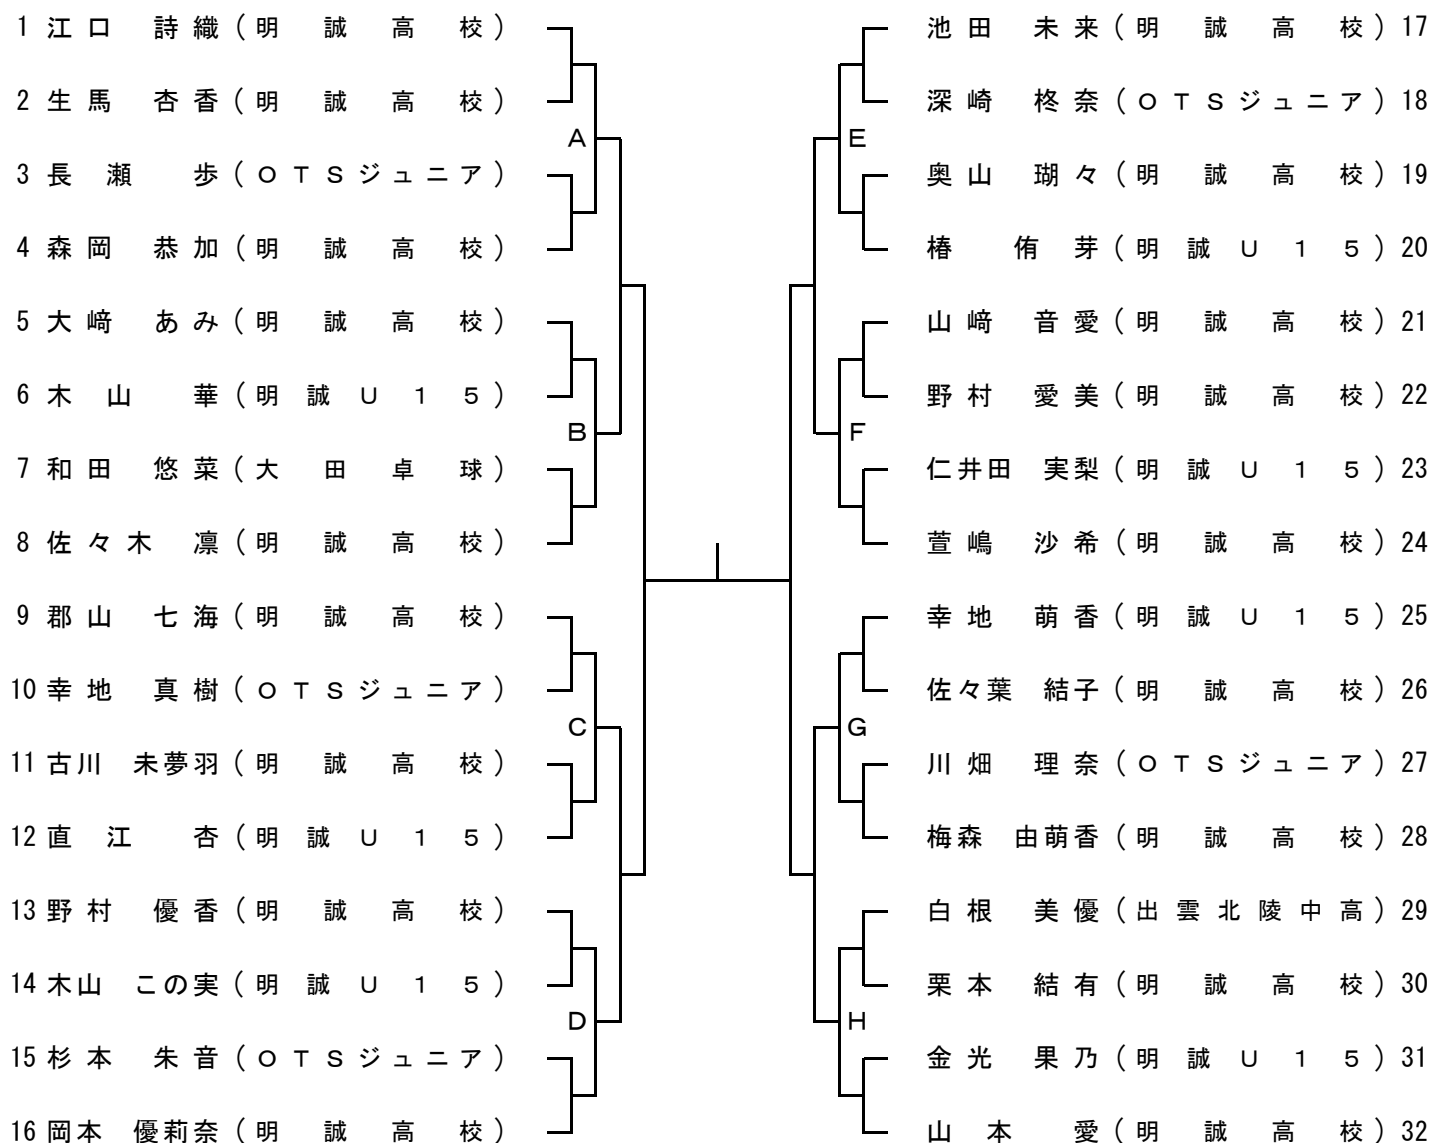 1 江口 詩織 (明誠高校)
2 生馬 杏香 (明誠高校)
3 長瀬 歩 (OTSジュニア)
4 森岡 恭加 (明誠高校)
5 大﨑 あみ (明誠高校)
6 木山 華 (明誠U15)
7 和田 悠菜 (大田卓球)
8 佐々木 凛 (明誠高校)
9 郡山 七海 (明誠高校)
10 幸地 真樹 (OTSジュニア)
11 古川 未夢羽 (明誠高校)
12 直江 杏 (明誠U15)
13 野村 優香 (明誠高校)
14 木山 この実 (明誠U15)
15 杉本 朱音 (OTSジュニア)
16 岡本 優莉奈 (明誠高校)
A
B
C
D
E
F
G
H
池田 未来 (明誠高校) 17
深崎 柊奈 (OTSジュニア) 18
奥山 瑚々 (明誠高校) 19
椿 侑芽 (明誠U15) 20
山﨑 音愛 (明誠高校) 21
野村 愛美 (明誠高校) 22
仁井田 実梨 (明誠U15) 23
萱嶋 沙希 (明誠高校) 24
幸地 萌香 (明誠U15) 25
佐々葉 結子 (明誠高校) 26
川畑 理奈 (OTSジュニア) 27
梅森 由萌香 (明誠高校) 28
白根 美優 (出雲北陵中高) 29
栗本 結有 (明誠高校) 30
金光 果乃 (明誠U15) 31
山本 愛 (明誠高校) 32